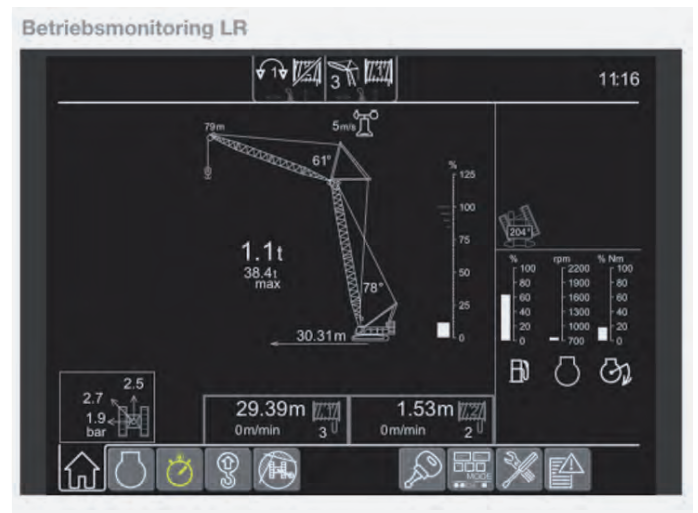 Betriebsmonitoring LR
1 3 11:16
79m 5m/s
61°
%
125
100
75
50
25
0
1.1t
38.4t
max
78°
30.31m
204°
% rpm % Nm
100 2200 100
80 1900 80
60 1600 60
40 1300 40
20 1000 20
0 700 0
2.5
2.7
1.9
bar
29.39m 1.53m
0m/min 3 0m/min 2
MODE